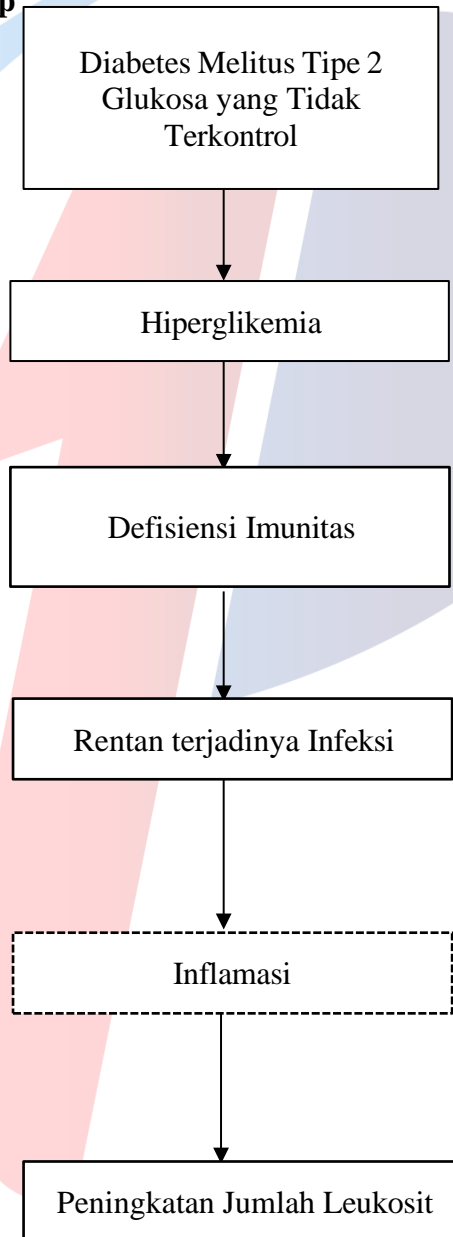 p
Diabetes Melitus Tipe 2
Glukosa yang Tidak
Terkontrol
Hiperglikemia
Defisiensi Imunitas
Rentan terjadinya Infeksi
Inflamasi
Peningkatan Jumlah Leukosit